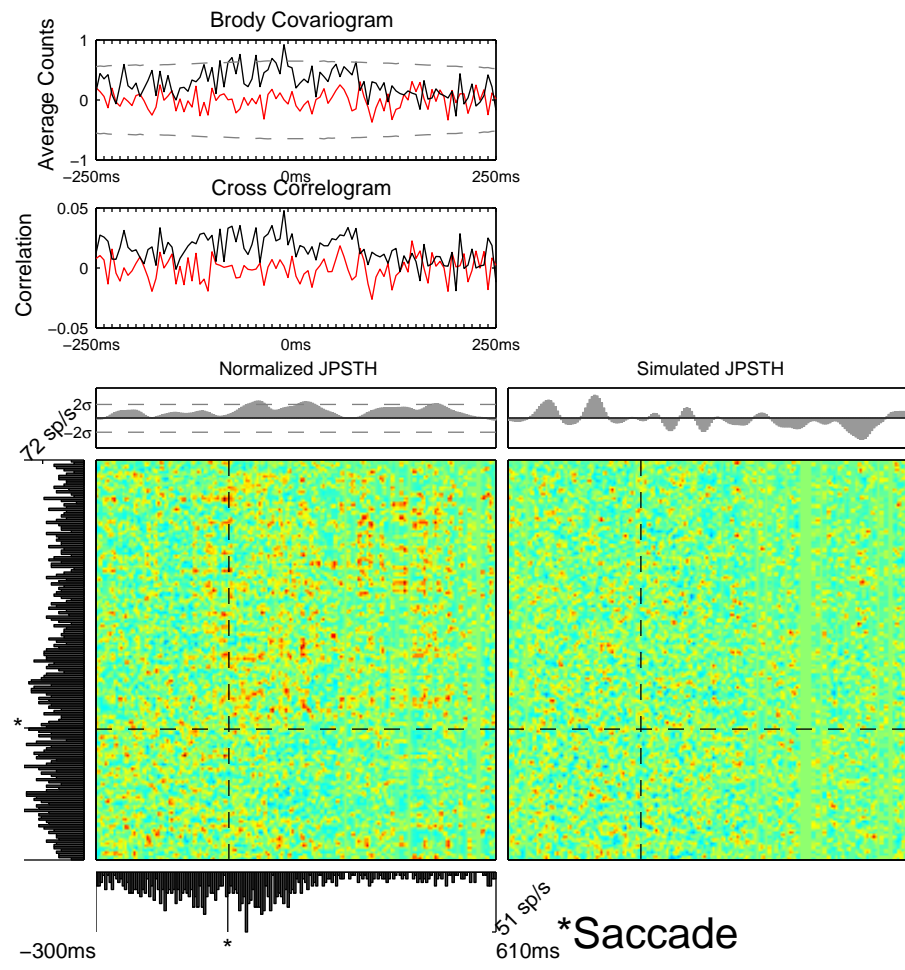 Brody Covariogram
Average Counts
1
0
−1
−250ms
0ms
250ms
Cross Correlogram
Correlation
0.05
0
−0.05
−250ms
0ms
250ms
Normalized JPSTH
Simulated JPSTH
2σ
−2σ
72 sp/s
*
*
51 sp/s
−300ms
610ms
*Saccade